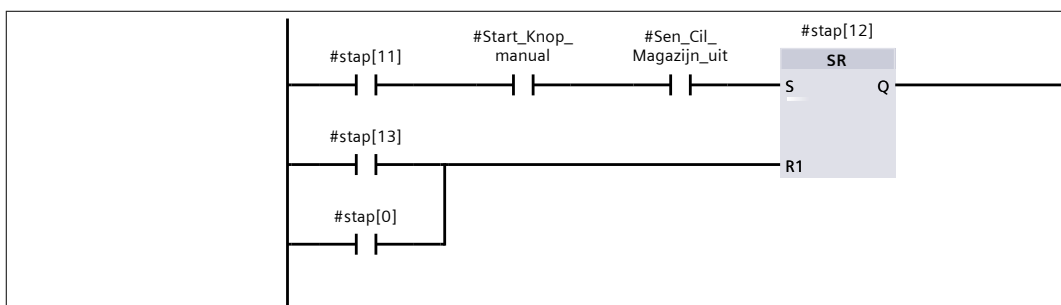 #stap[12]
#Start_Knop_
manual
#Sen_Cil_
Magazijn_uit
#stap[11]
SR
S
Q
#stap[13]
R1
#stap[0]